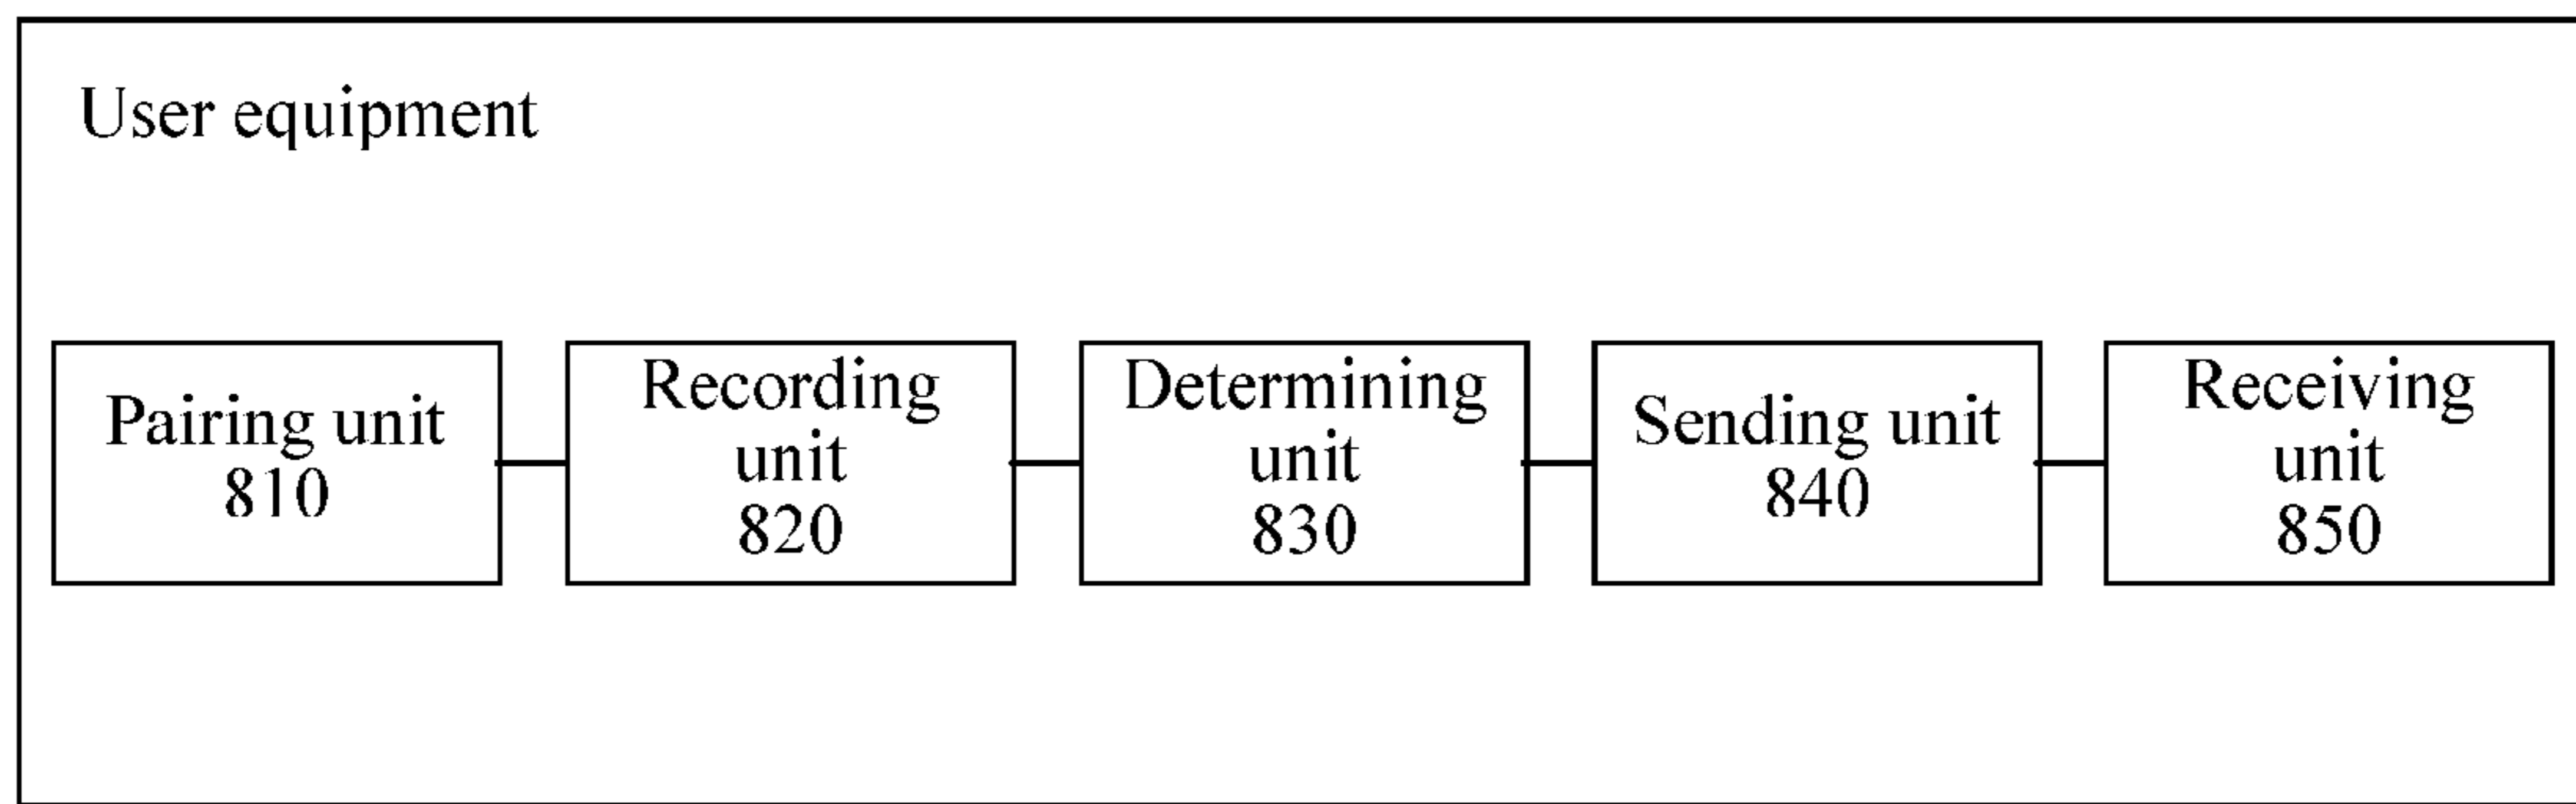 User equipment
Pairing unit
810
Recording
unit
820
Determining
unit
830
Sending unit
840
Receiving
unit
850